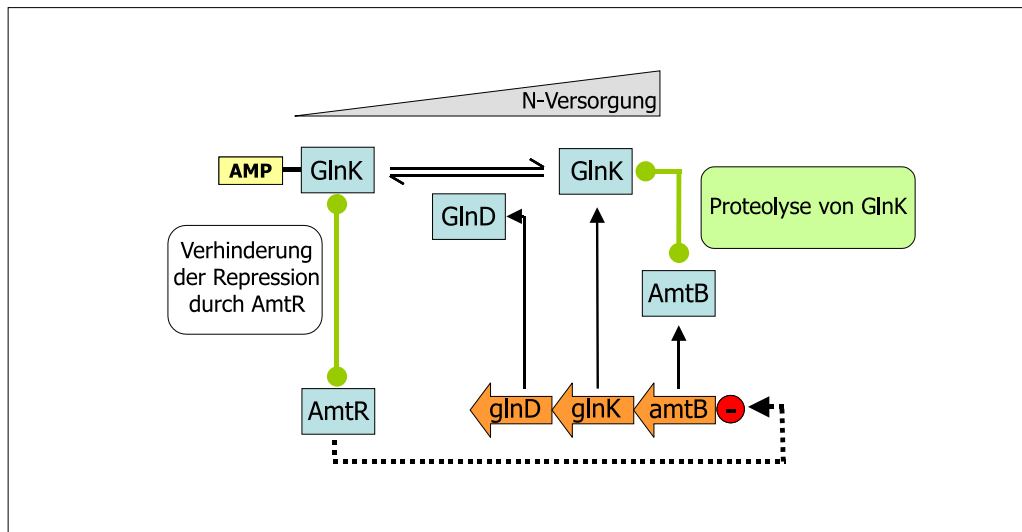 N-Versorgung
AMP
GlnK
GlnK
GlnD
Proteolyse von GlnK
Verhinderung
der Repression
durch AmtR
AmtB
AmtR
glnD
glnK
amtB
-